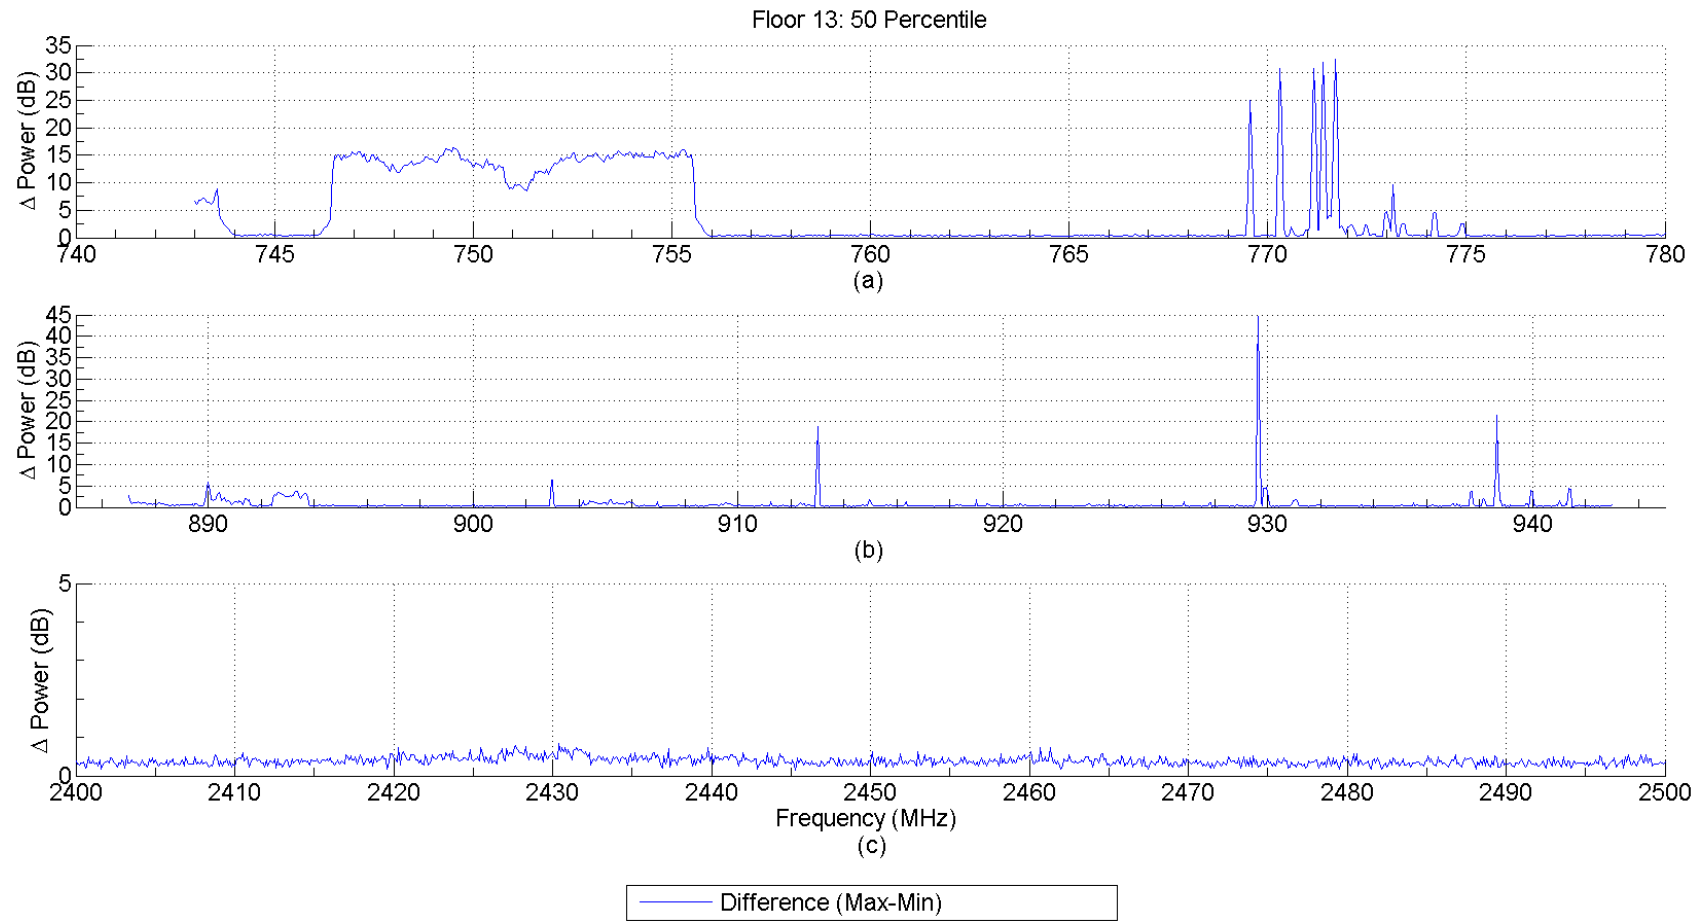 Floor 13: 50 Percentile
Δ Power (dB)
35
30
25
20
15
10
5
0
740 745 750 755 760 765 770 775 780
(a)
Δ Power (dB)
45
40
35
30
25
20
15
10
5
0
890 900 910 920 930 940
(b)
Δ Power (dB)
5
0
2400 2410 2420 2430 2440 2450 2460 2470 2480 2490 2500
Frequency (MHz)
(c)
Difference (Max-Min)